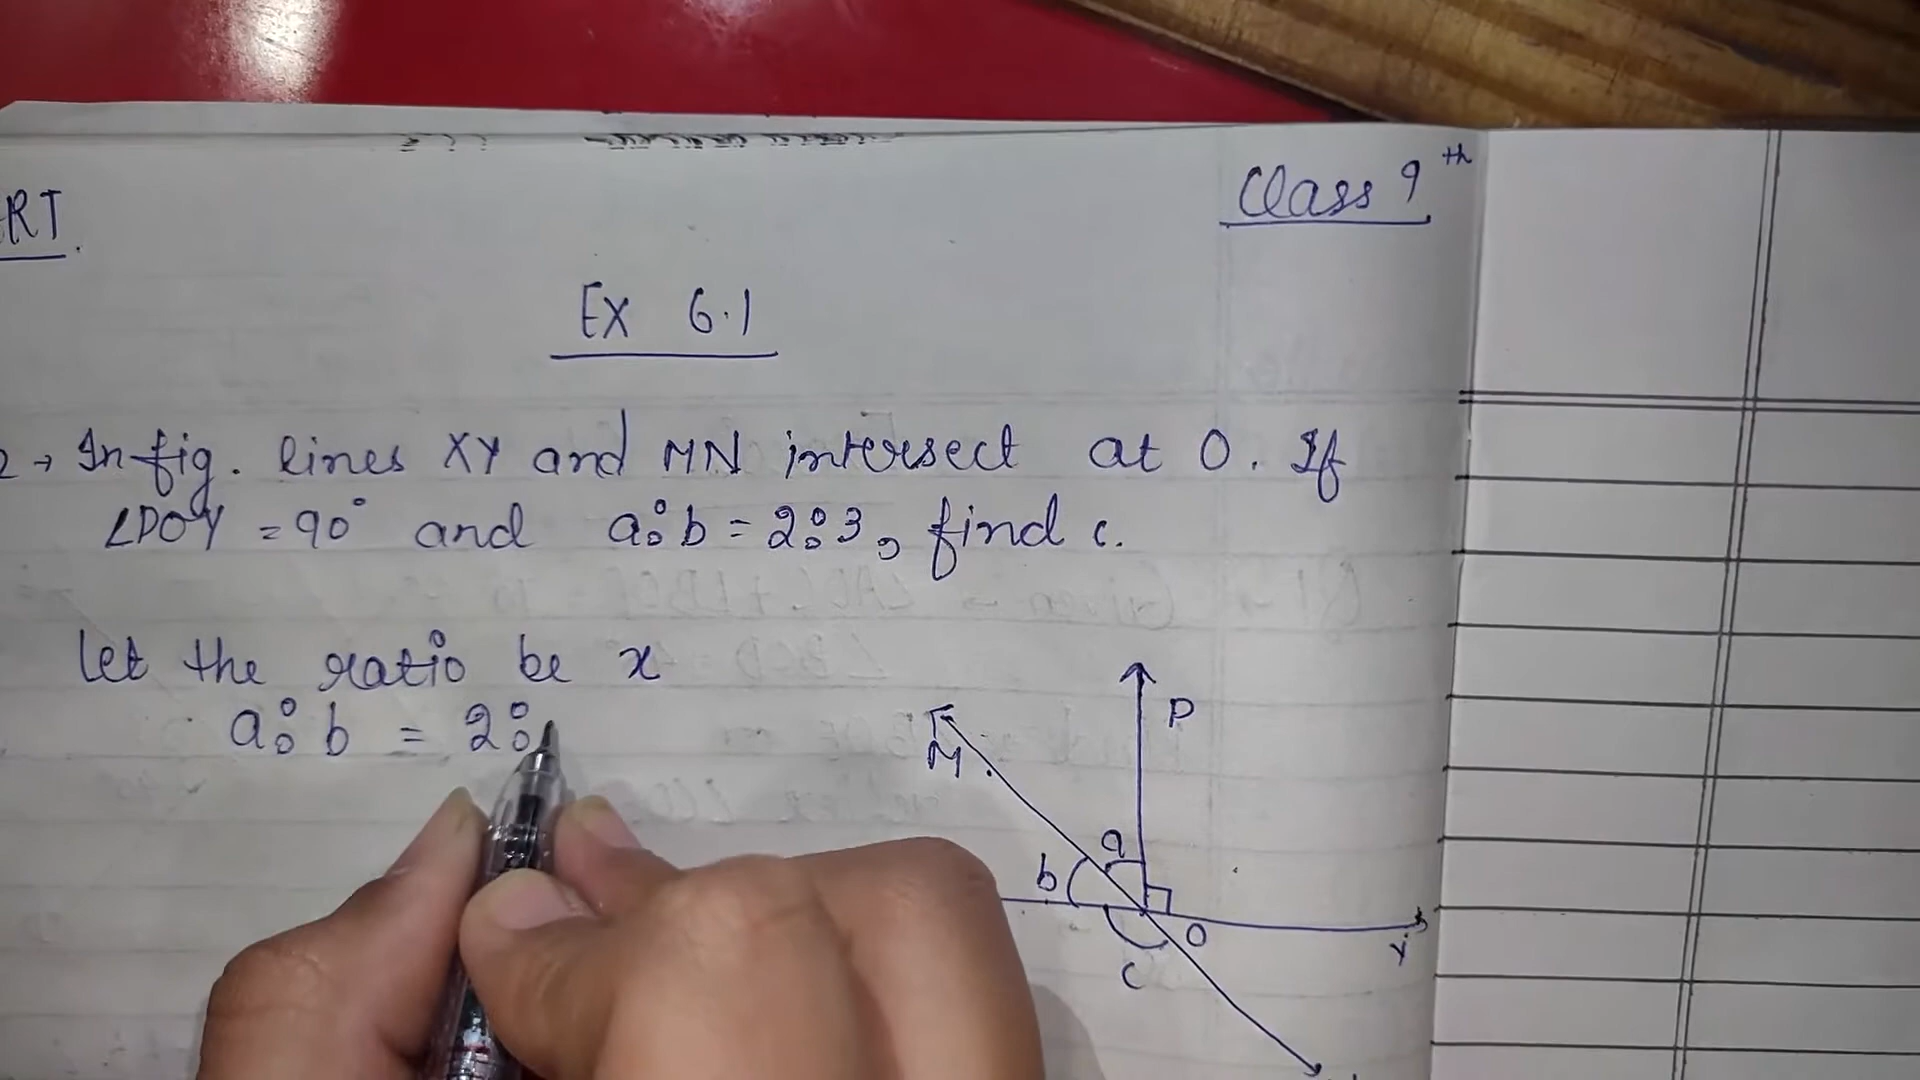 RT.
Class 9th
Ex 6.1
2→ In fig. lines XY and MN intersect at O. If
∠POY = 90° and a:b = 2:3, find c.
let the ratio be x
a:b = 2:
P
M
a
b
O
Y
C